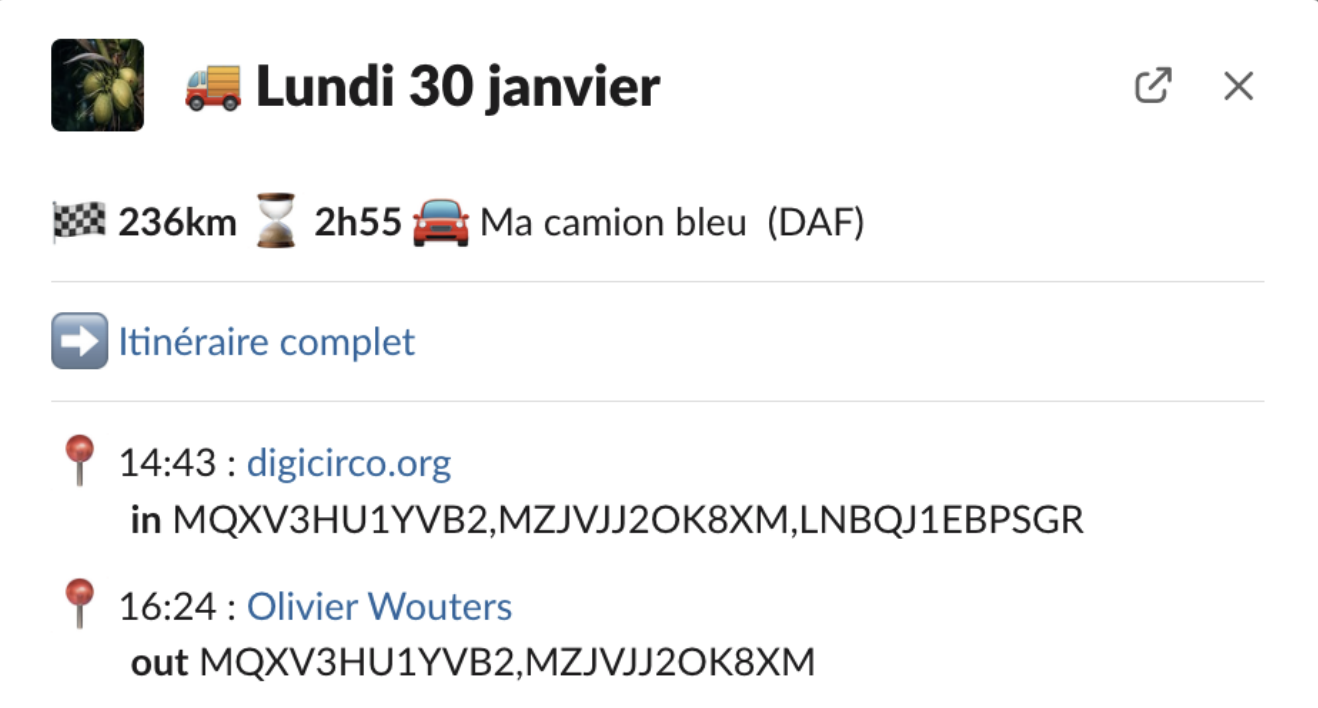 Lundi 30 janvier
236km 2h55 Ma camion bleu (DAF)
Itinéraire complet
14:43 : digicirco.org
in MQXV3HU1YVB2,MZJVJJ2OK8XM,LNBQJ1EBPSGR
16:24 : Olivier Wouters
out MQXV3HU1YVB2,MZJVJJ2OK8XM